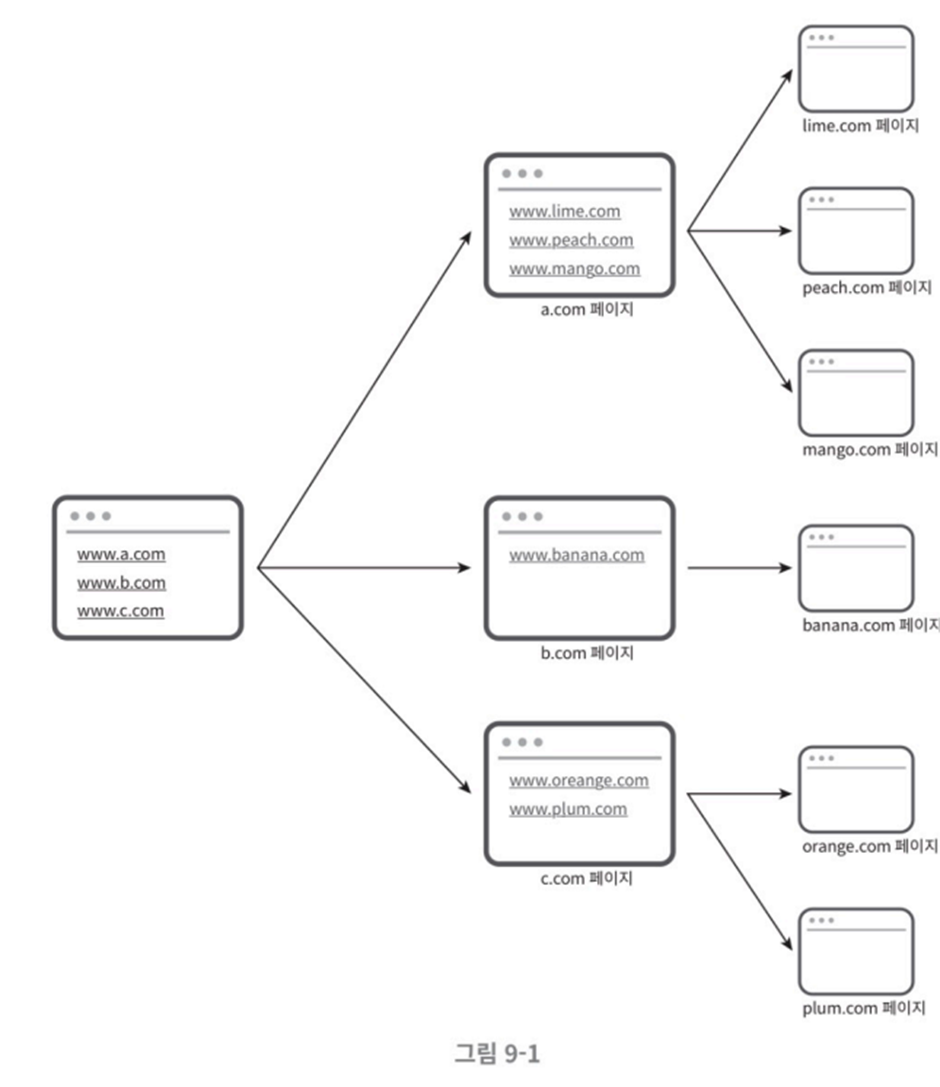 www.a.com
www.b.com
www.c.com
www.lime.com
www.peach.com
www.mango.com
a.com 페이지
www.banana.com
b.com 페이지
www.oreange.com
www.plum.com
c.com 페이지
lime.com 페이지
peach.com 페이지
mango.com 페이지
banana.com 페이지
orange.com 페이지
plum.com 페이지
그림 9-1